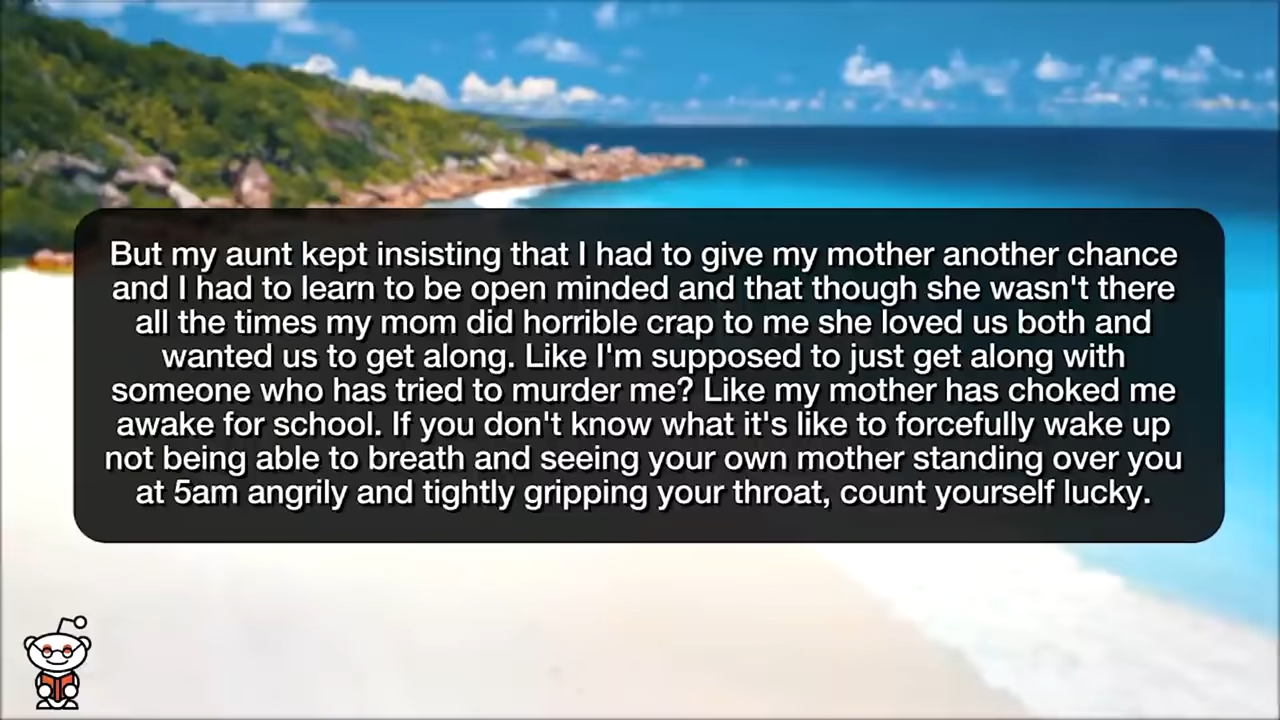 But my aunt kept insisting that I had to give my mother another chance
and I had to learn to be open minded and that though she wasn't there
all the times my mom did horrible crap to me she loved us both and
wanted us to get along. Like I'm supposed to just get along with
someone who has tried to murder me? Like my mother has choked me
awake for school. If you don't know what it's like to forcefully wake up
not being able to breath and seeing your own mother standing over you
at 5am angrily and tightly gripping your throat, count yourself lucky.